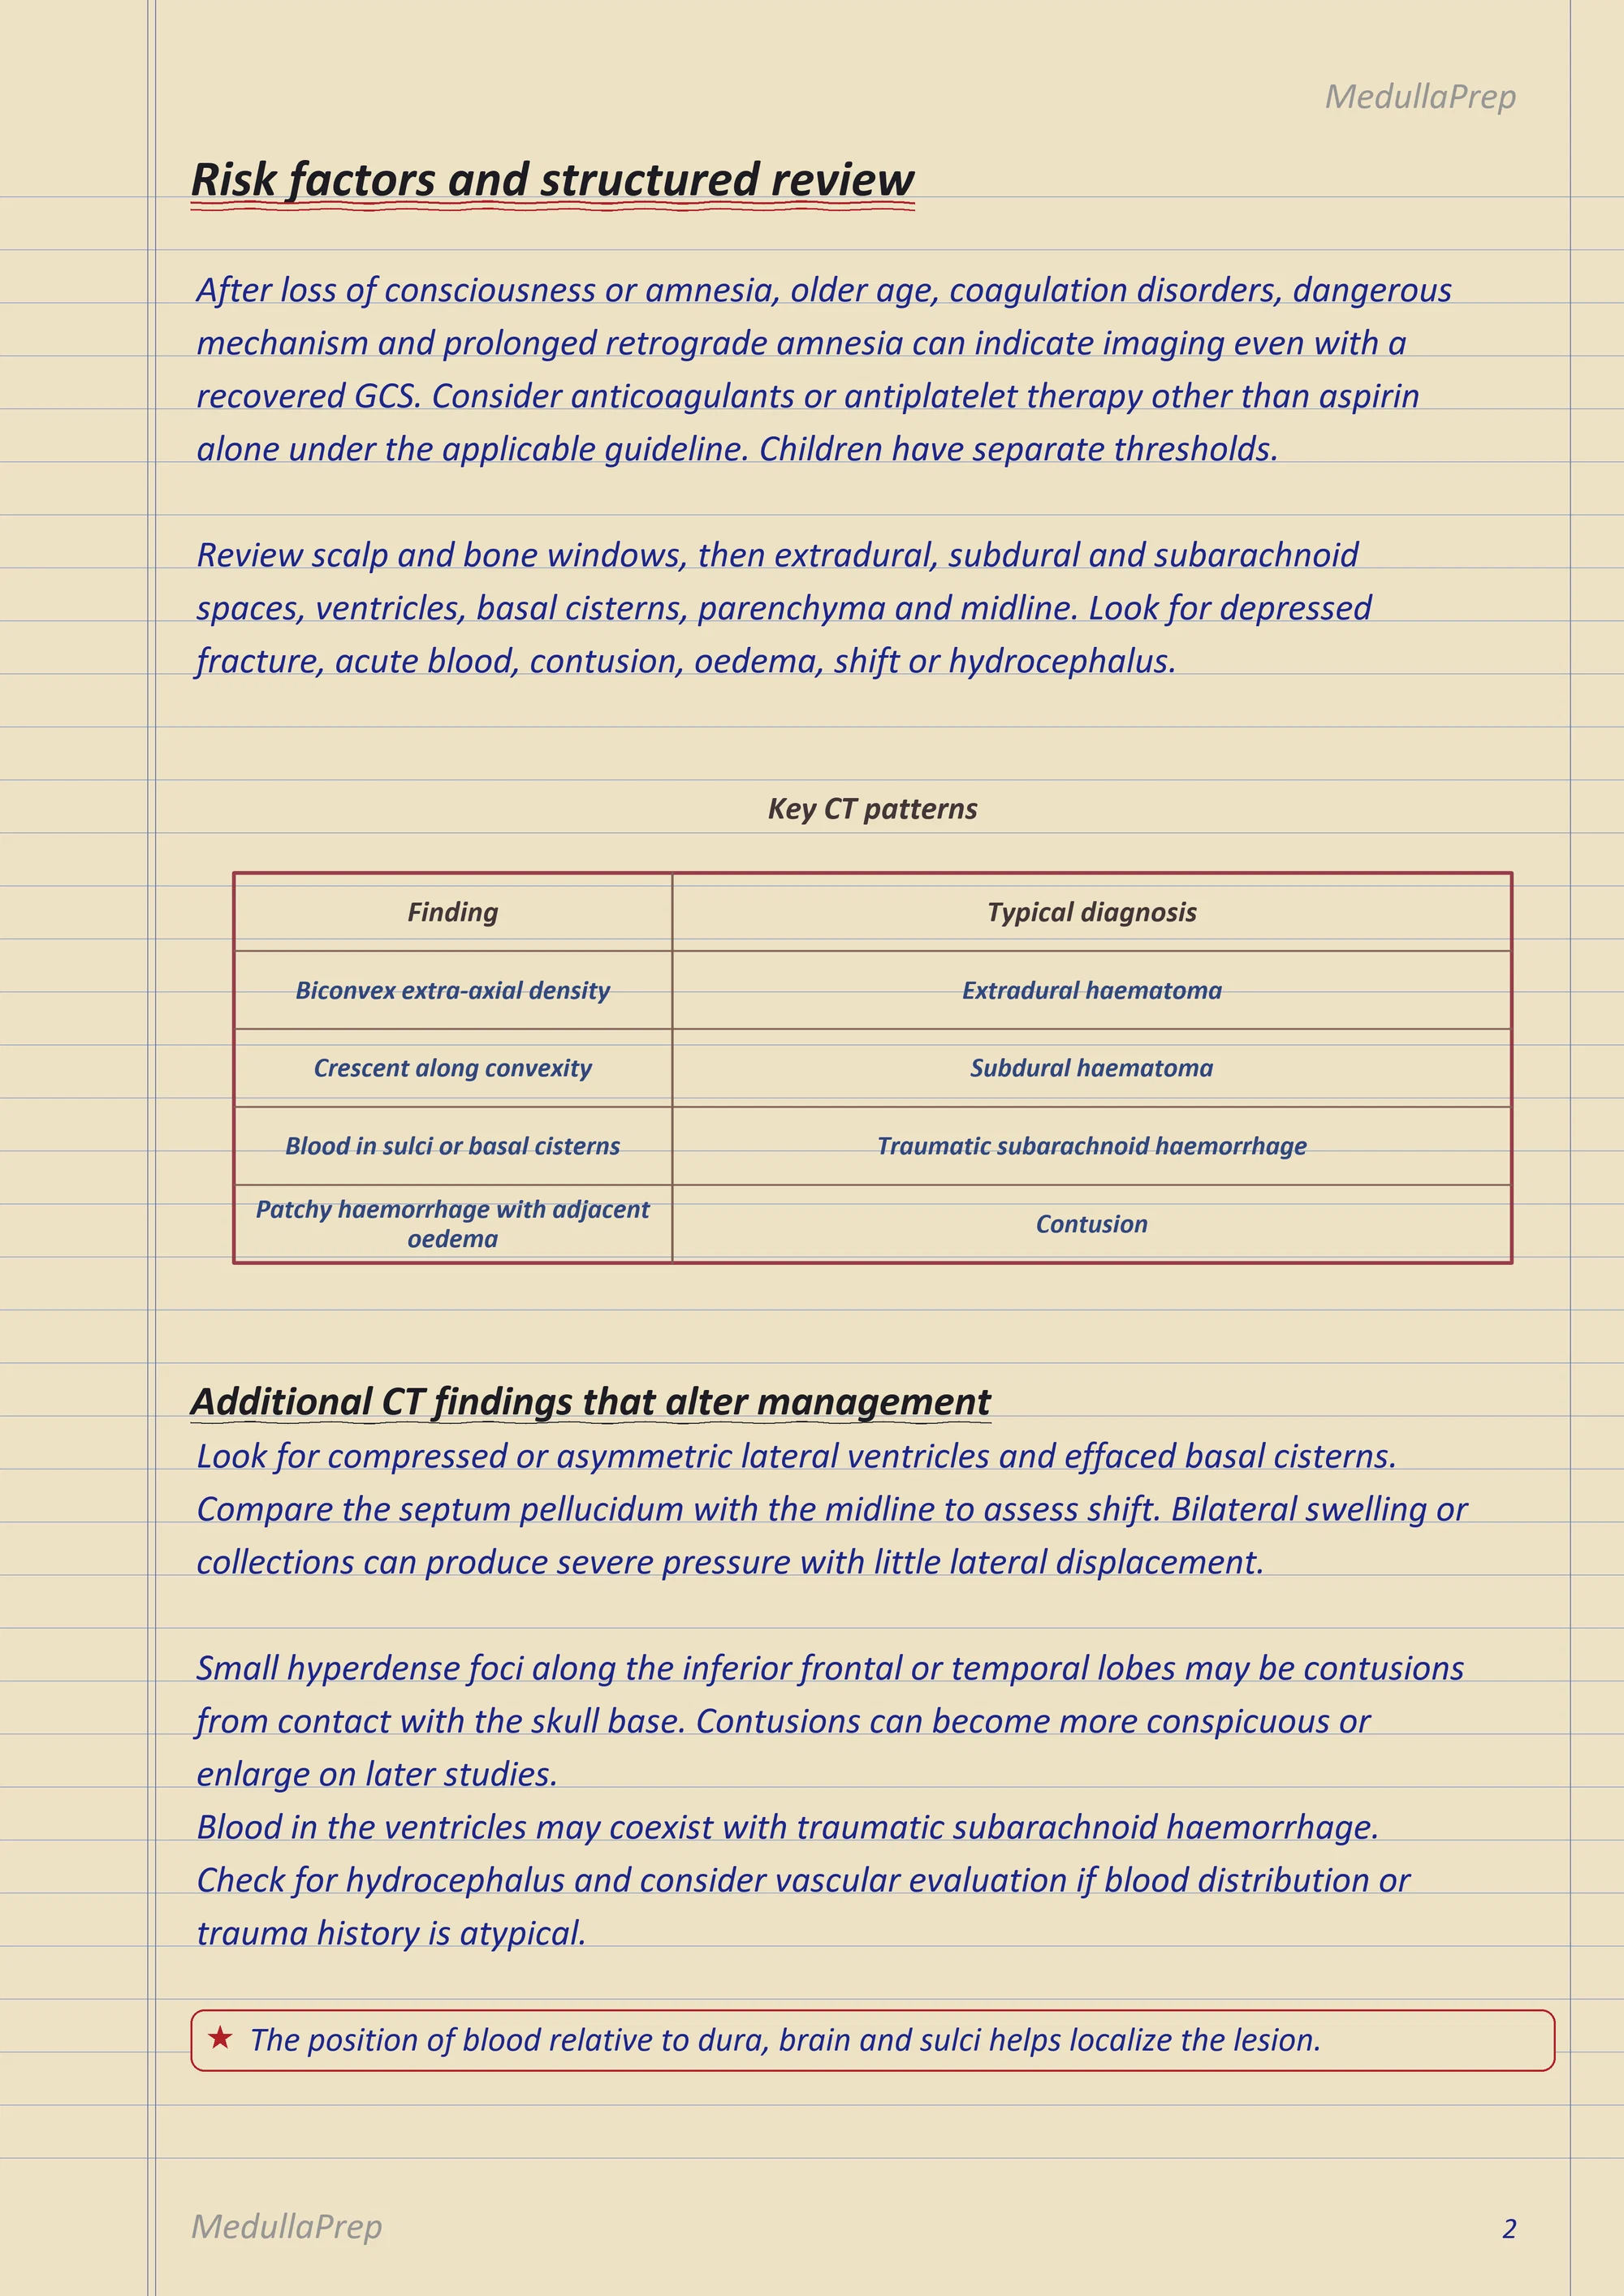 MedullaPrep
Risk factors and structured review
After loss of consciousness or amnesia, older age, coagulation disorders, dangerous
mechanism and prolonged retrograde amnesia can indicate imaging even with a
recovered GCS. Consider anticoagulants or antiplatelet therapy other than aspirin
alone under the applicable guideline. Children have separate thresholds.
Review scalp and bone windows, then extradural, subdural and subarachnoid
spaces, ventricles, basal cisterns, parenchyma and midline. Look for depressed
fracture, acute blood, contusion, oedema, shift or hydrocephalus.
Key CT patterns
Finding Typical diagnosis
Biconvex extra-axial density Extradural haematoma
Crescent along convexity Subdural haematoma
Blood in sulci or basal cisterns Traumatic subarachnoid haemorrhage
Patchy haemorrhage with adjacent
oedema Contusion
Additional CT findings that alter management
Look for compressed or asymmetric lateral ventricles and effaced basal cisterns.
Compare the septum pellucidum with the midline to assess shift. Bilateral swelling or
collections can produce severe pressure with little lateral displacement.
Small hyperdense foci along the inferior frontal or temporal lobes may be contusions
from contact with the skull base. Contusions can become more conspicuous or
enlarge on later studies.
Blood in the ventricles may coexist with traumatic subarachnoid haemorrhage.
Check for hydrocephalus and consider vascular evaluation if blood distribution or
trauma history is atypical.
★ The position of blood relative to dura, brain and sulci helps localize the lesion.
MedullaPrep 2